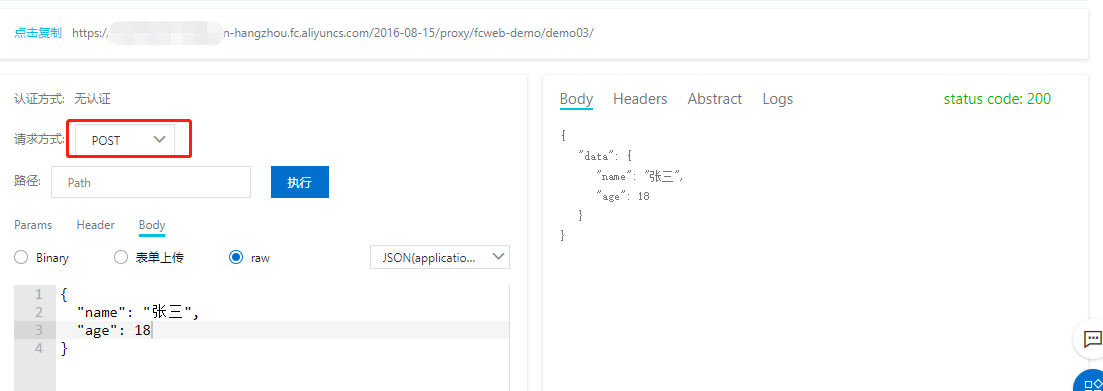 点击复制 https://
n-hangzhou.fc.aliyuncs.com/2016-08-15/proxy/fcweb-demo/demo03/
认证方式: 无认证
请求方式: POST
路径: Path 执行
Params Header Body
Binary 表单上传 raw JSON(applicatio...
1 {
2 "name": "张三",
3 "age": 18
4 }
Body Headers Abstract Logs status code: 200
{
"data": {
"name": "张三",
"age": 18
}
}